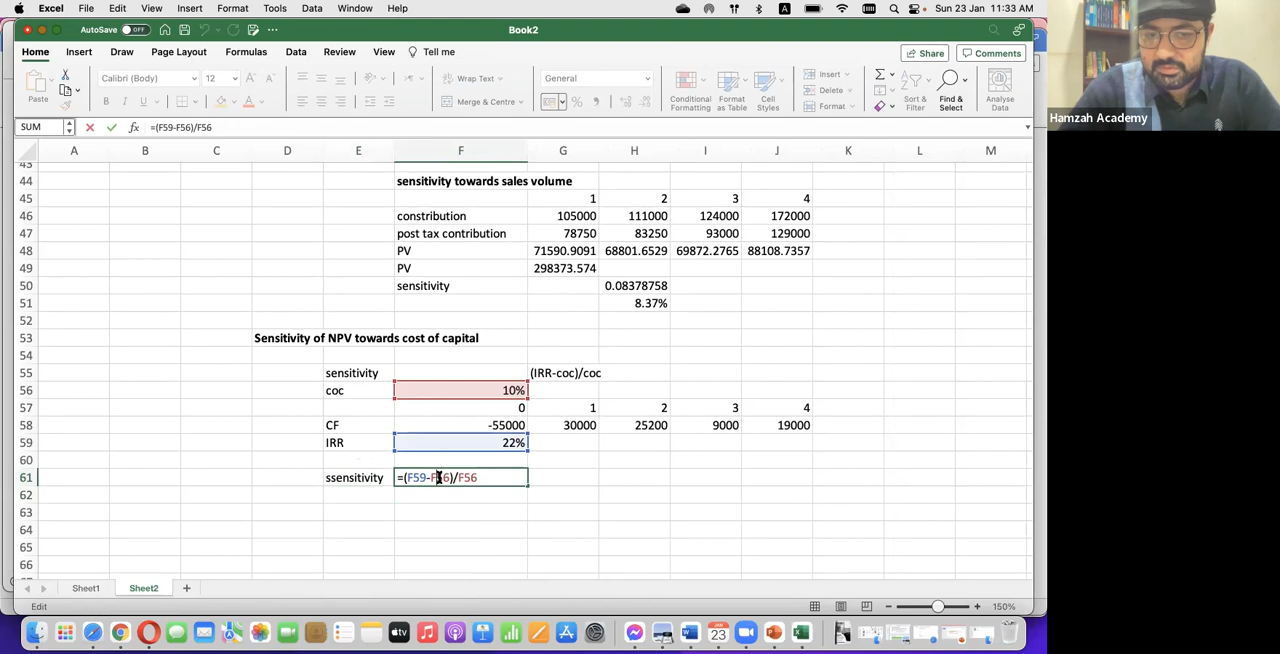 Excel File Edit View Insert Format Tools Data Window Help A Sun 23 Jan 11:33 AM
AutoSave OFF Book2
Home Insert Draw Page Layout Formulas Data Review View Tell me Share Comments
Paste Calibri (Body) 12 A A Wrap Text General Conditional Formatting Format as Table Cell Styles Insert Sort & Filter Find & Select Analyse Data
Delete
B I U A Merge & Centre % Format
SUM fx =(F59-F56)/F56
A B C D E F G H I J K L M
43
44 sensitivity towards sales volume
45 1 2 3 4
46 constribution 105000 111000 124000 172000
47 post tax contribution 78750 83250 93000 129000
48 PV 71590.9091 68801.6529 69872.2765 88108.7357
49 PV 298373.574
50 sensitivity 0.08378758
51 8.37%
52
53 Sensitivity of NPV towards cost of capital
54
55 sensitivity (IRR-coc)/coc
56 coc 10%
57 0 1 2 3 4
58 CF -55000 30000 25200 9000 19000
59 IRR 22%
60
61 ssensitivity =(F59-F56)/F56
62
63
64
65
66
Sheet1 Sheet2 +
Edit 150%
Hamzah Academy
tv JAN 23